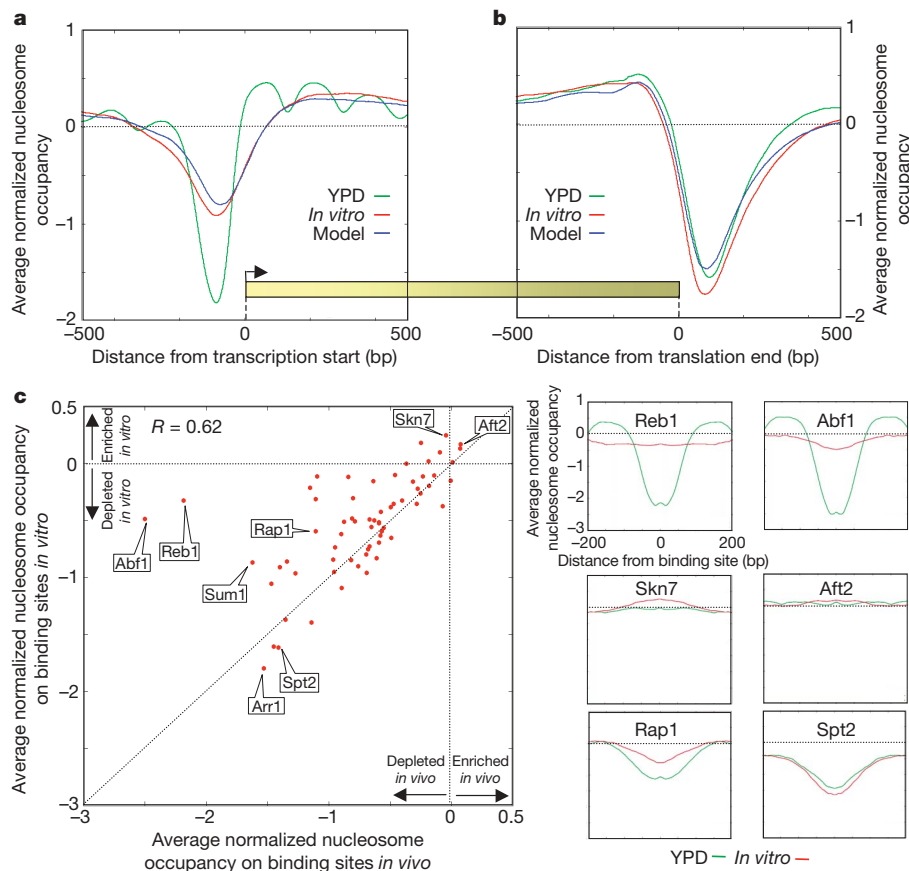 a
Average normalized nucleosome
occupancy
1
0
−1
−2
YPD
In vitro
Model
−500
0
500
Distance from transcription start (bp)
b
1
0
−1
−2
Average normalized nucleosome
occupancy
YPD
In vitro
Model
−500
0
500
Distance from translation end (bp)
c
Average normalized nucleosome occupancy
on binding sites in vitro
0.5
0
−1
−2
−3
Enriched
in vitro
Depleted
in vitro
R = 0.62
Skn7
Aft2
Rap1
Abf1
Reb1
Sum1
Spt2
Arr1
Depleted
in vivo
Enriched
in vivo
−3
−2
−1
0
0.5
Average normalized nucleosome
occupancy on binding sites in vivo
Average normalized
nucleosome occupancy
1
0
−1
−2
−3
Reb1
−200
0
200
Distance from binding site (bp)
Abf1
Skn7
Aft2
Rap1
Spt2
YPD
In vitro